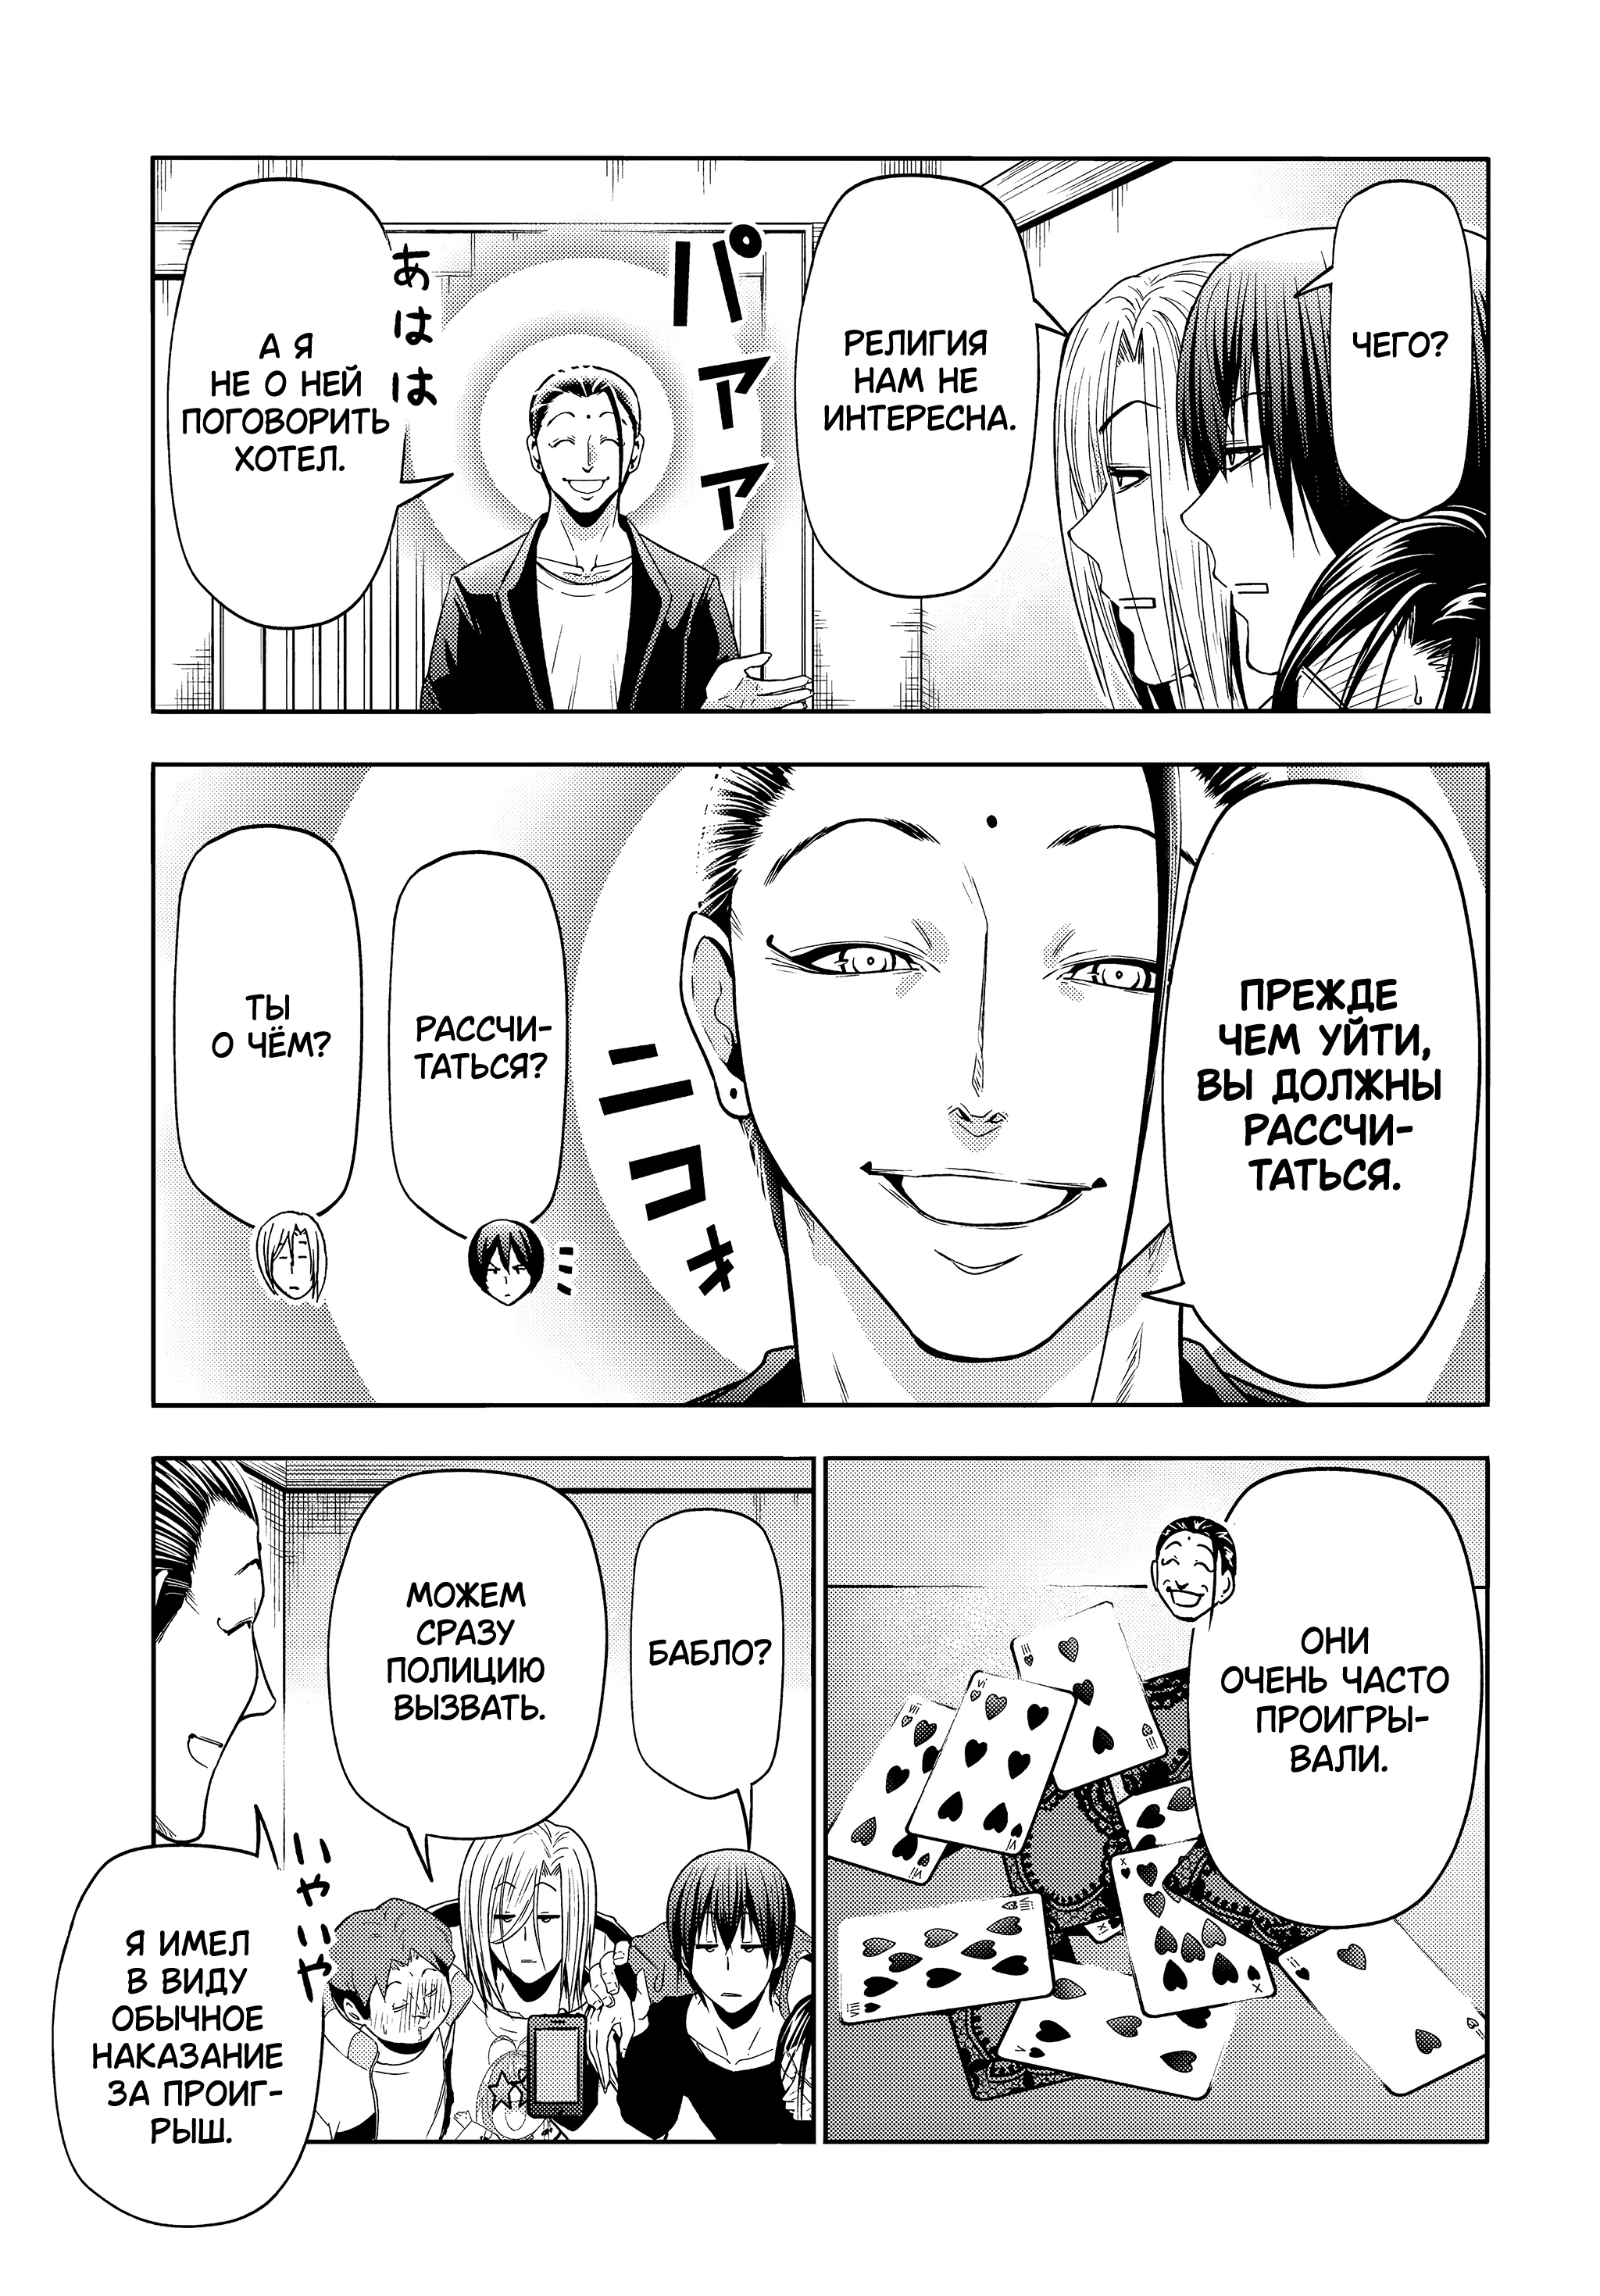 ЧЕГО?
РЕЛИГИЯ
НАМ НЕ
ИНТЕРЕСНА.
パァァ
あはは
А Я
НЕ О НЕЙ
ПОГОВОРИТЬ
ХОТЕЛ.
ПРЕЖДЕ
ЧЕМ УЙТИ,
ВЫ ДОЛЖНЫ
РАССЧИ-
ТАТЬСЯ.
ニコォ
РАССЧИ-
ТАТЬСЯ?
ТЫ
О ЧЁМ?
ОНИ
ОЧЕНЬ ЧАСТО
ПРОИГРЫ-
ВАЛИ.
БАБЛО?
МОЖЕМ
СРАЗУ
ПОЛИЦИЮ
ВЫЗВАТЬ.
いやいや
Я ИМЕЛ
В ВИДУ
ОБЫЧНОЕ
НАКАЗАНИЕ
ЗА ПРОИГ-
РЫШ.